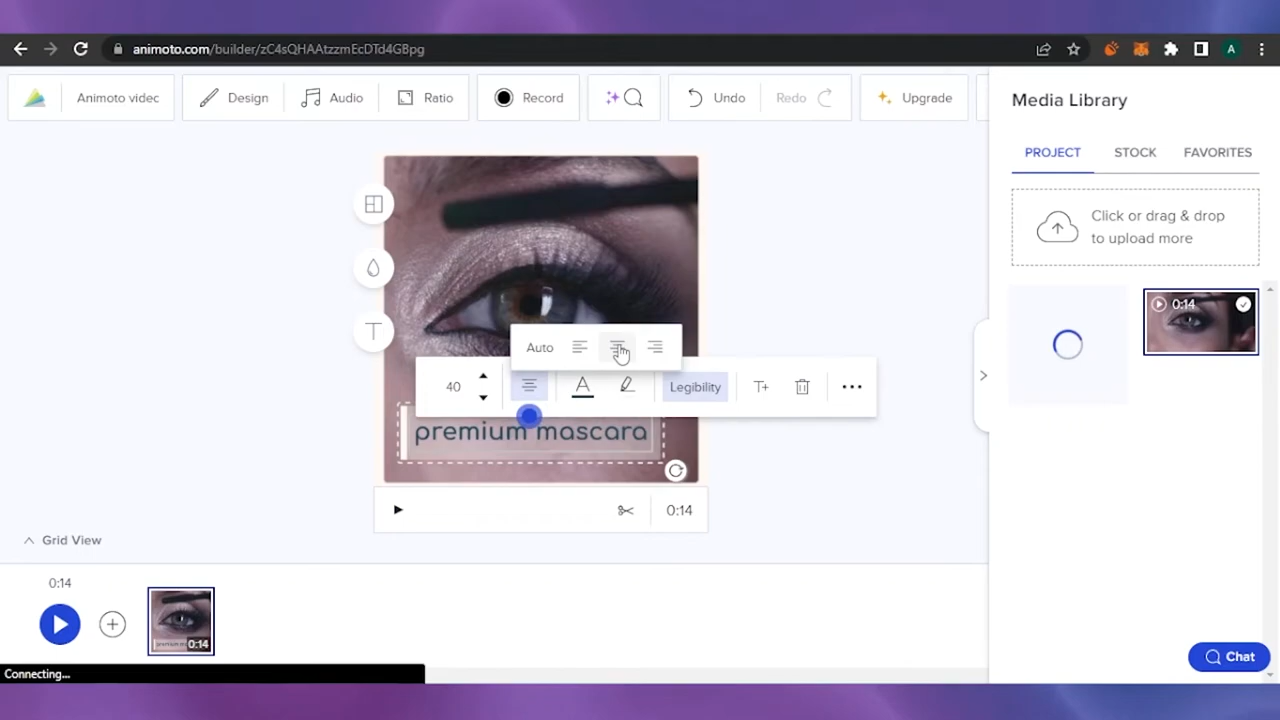 animoto.com/builder/zC4sQHAAtzzmEcDTd4GBpg
A
Animoto videc
Design
Audio
Ratio
Record
Undo
Redo
Upgrade
Media Library
PROJECT
STOCK
FAVORITES
Click or drag & drop
to upload more
0:14
Auto
40
A
Legibility
T+
T
premium mascara
0:14
Grid View
0:14
0:14
Chat
Connecting...